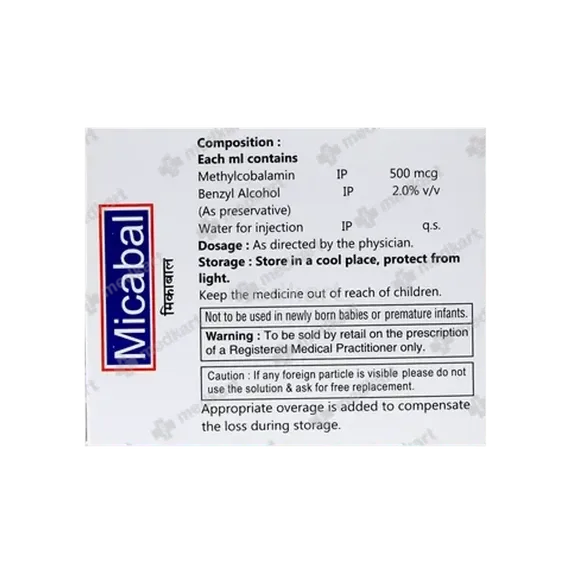 Micabal
मिकाबाल
Composition :
Each ml contains
Methylcobalamin IP 500 mcg
Benzyl Alcohol IP 2.0% v/v
(As preservative)
Water for injection IP q.s.
Dosage : As directed by the physician.
Storage : Store in a cool place, protect from
light.
Keep the medicine out of reach of children.
Not to be used in newly born babies or premature infants.
Warning : To be sold by retail on the prescription
of a Registered Medical Practitioner only.
Caution : If any foreign particle is visible please do not
use the solution & ask for free replacement.
Appropriate overage is added to compensate
the loss during storage.
medkart